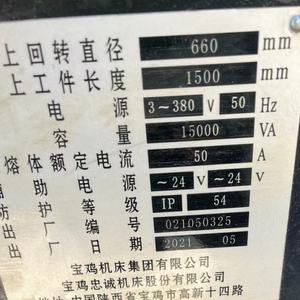 上回转直径 660 mm
上工件长度 1500 mm
电源 3～380 V 50 Hz
容量 15000 VA
熔体额定电流 50 A
助电源 ～24 V ～24 V
防护等级 IP 54
出厂编号 021050325
出厂日期 2021 05
宝鸡机床集团有限公司
宝鸡忠诚机床股份有限公司
中国陕西省宝鸡市高新十四路